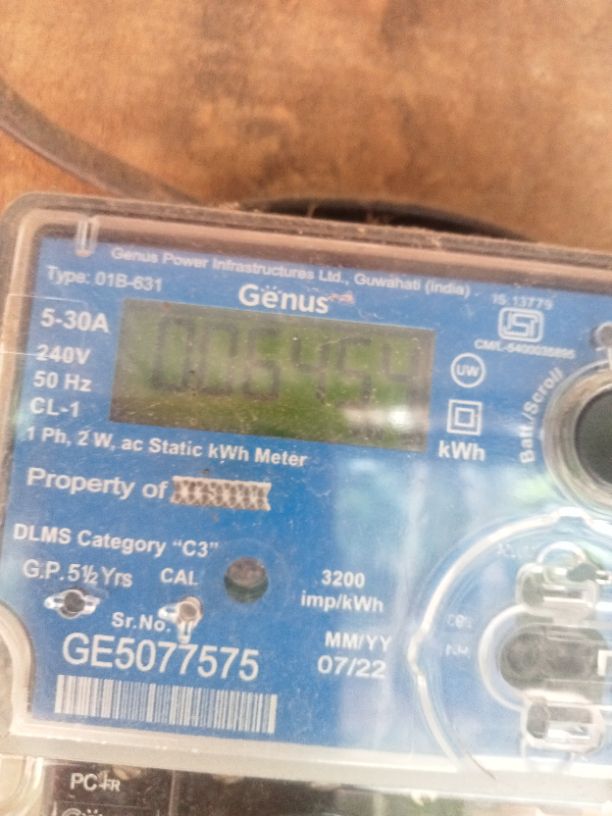 Genus Power Infrastructures Ltd., Guwahati (India)
Type: 01B-631
Genus
IS 13779
5-30A
240V
50 Hz
CL-1
UW
kWh
Batt./Scroll
1 Ph, 2 W, ac Static kWh Meter
Property of
DLMS Category "C3"
G.P.5½ Yrs
CAL
3200
imp/kWh
Sr.No.
GE5077575
MM/YY
07/22